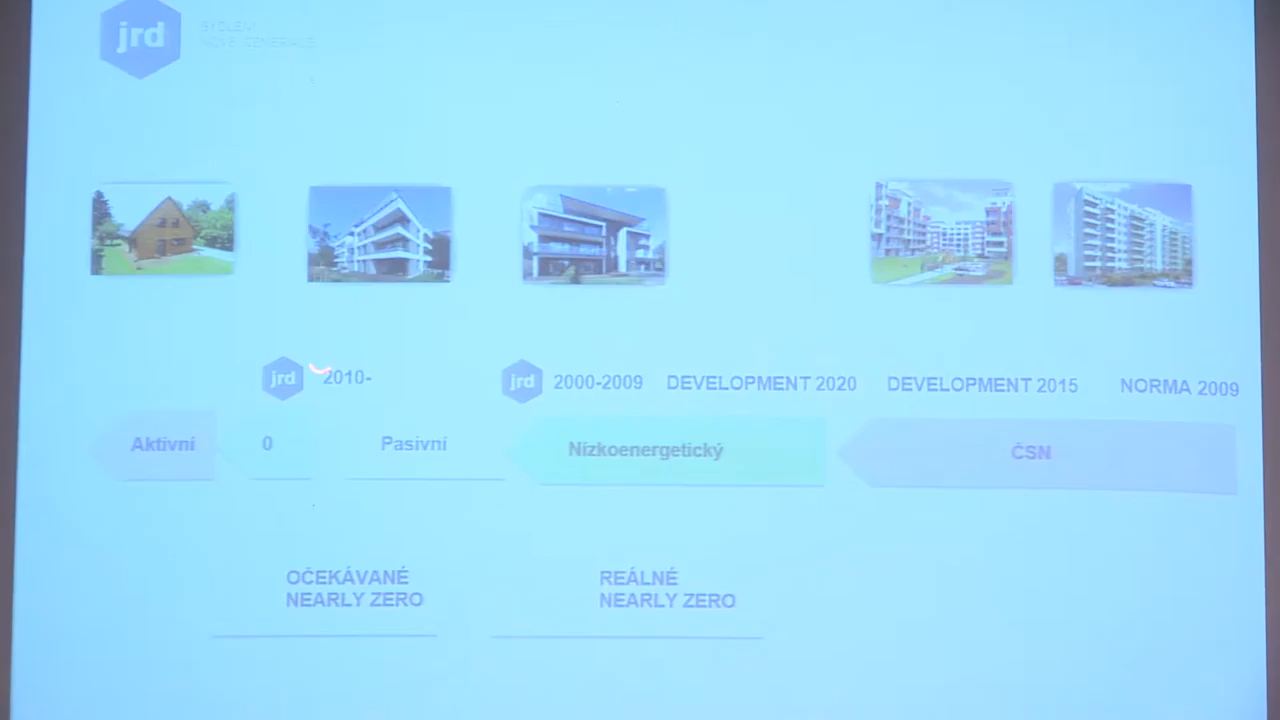 jrd
BYDLENÍ
NOVÉ GENERACE
jrd 2010-
jrd 2000-2009
DEVELOPMENT 2020
DEVELOPMENT 2015
NORMA 2009
Aktivní
0
Pasivní
Nízkoenergetický
ČSN
OČEKÁVANÉ
NEARLY ZERO
REÁLNÉ
NEARLY ZERO